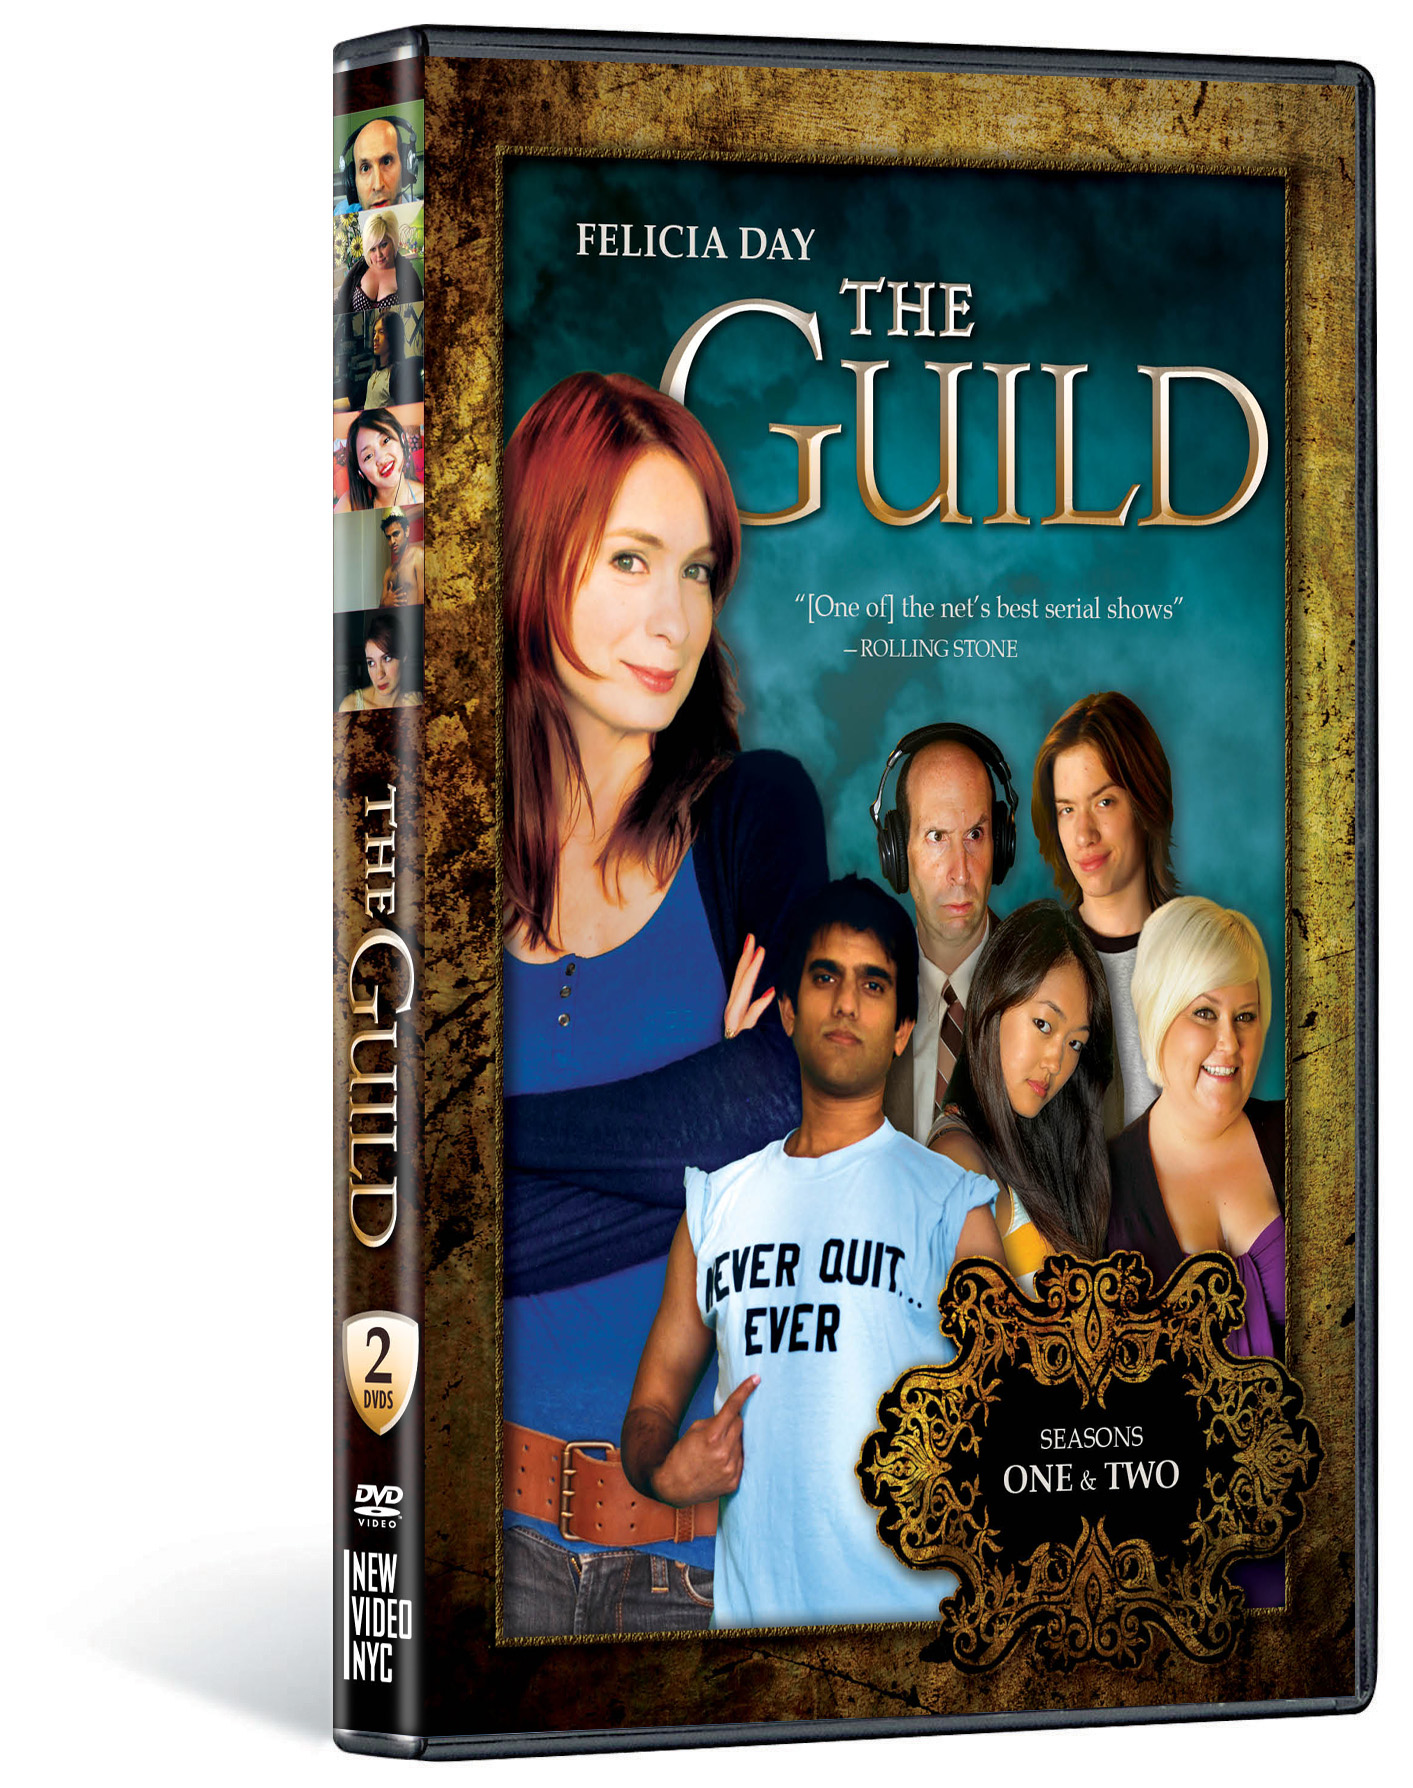 FELICIA DAY
THE
GUILD
“[One of] the net’s best serial shows”
–ROLLING STONE
NEVER QUIT...
EVER
SEASONS
ONE & TWO
THE GUILD
2
DVDS
DVD
VIDEO
NEW
VIDEO
NYC